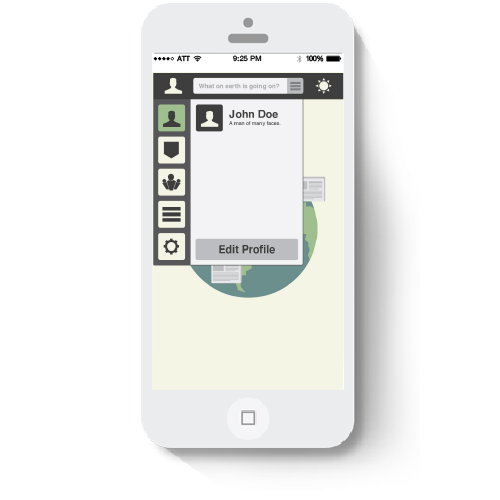 ATT
9:25 PM
100%
What on earth is going on?
John Doe
A man of many faces.
Edit Profile